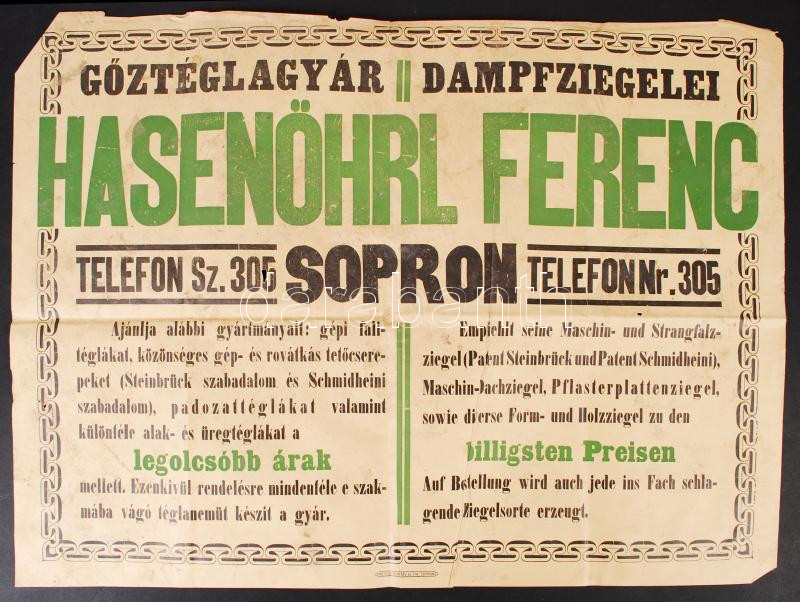 GŐZTÉGLAGYÁR || DAMPFZIEGELEI
HASENÖHRL FERENC
TELEFON Sz. 305 SOPRON TELEFON Nr. 305
Ajánlja alábbi gyártmányait: gépi fali-
téglákat, közönséges gép- és rovátkás tetőcsere-
peket (Steinbrück szabadalom és Schmidheini
szabadalom), padozattéglákat valamint
különféle alak- és üregtéglákat a
legolcsóbb árak
mellett. Ezenkivül rendelésre mindenféle e szak-
mába vágó téglanemüt készit a gyár.
Empfiehlt seine Maschin- und Strangfalz-
ziegel (Patent Steinbrück und Patent Schmidheini),
Maschin-Dachziegel, Pflasterplattenziegel,
sowie diverse Form- und Holzziegel zu den
billigsten Preisen
Auf Bestellung wird auch jede ins Fach schla-
gende Ziegelsorte erzeugt.
darabanth